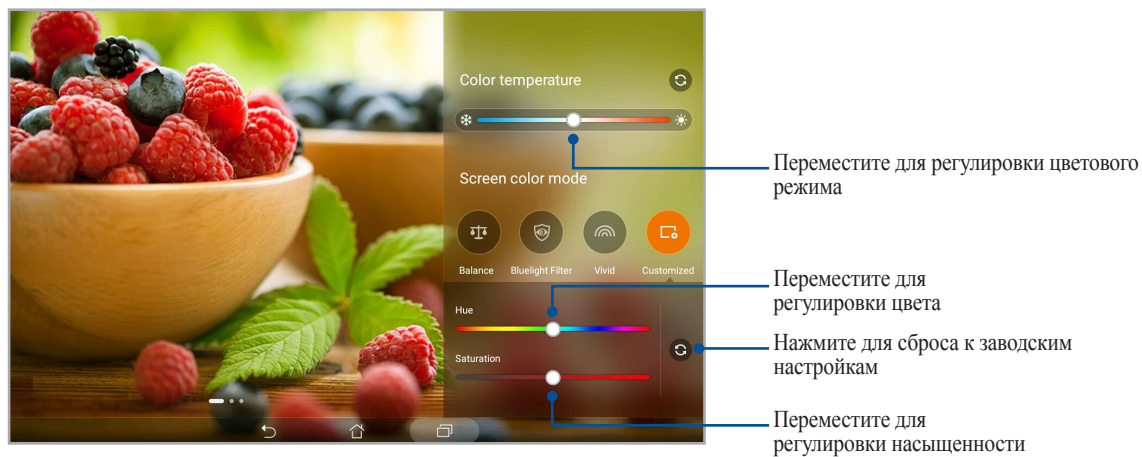 Color temperature
Переместите для регулировки цветового
режима
Screen color mode
Balance
Bluelight Filter
Vivid
Customized
Переместите для
регулировки цвета
Hue
Нажмите для сброса к заводским
настройкам
Saturation
Переместите для
регулировки насыщенности